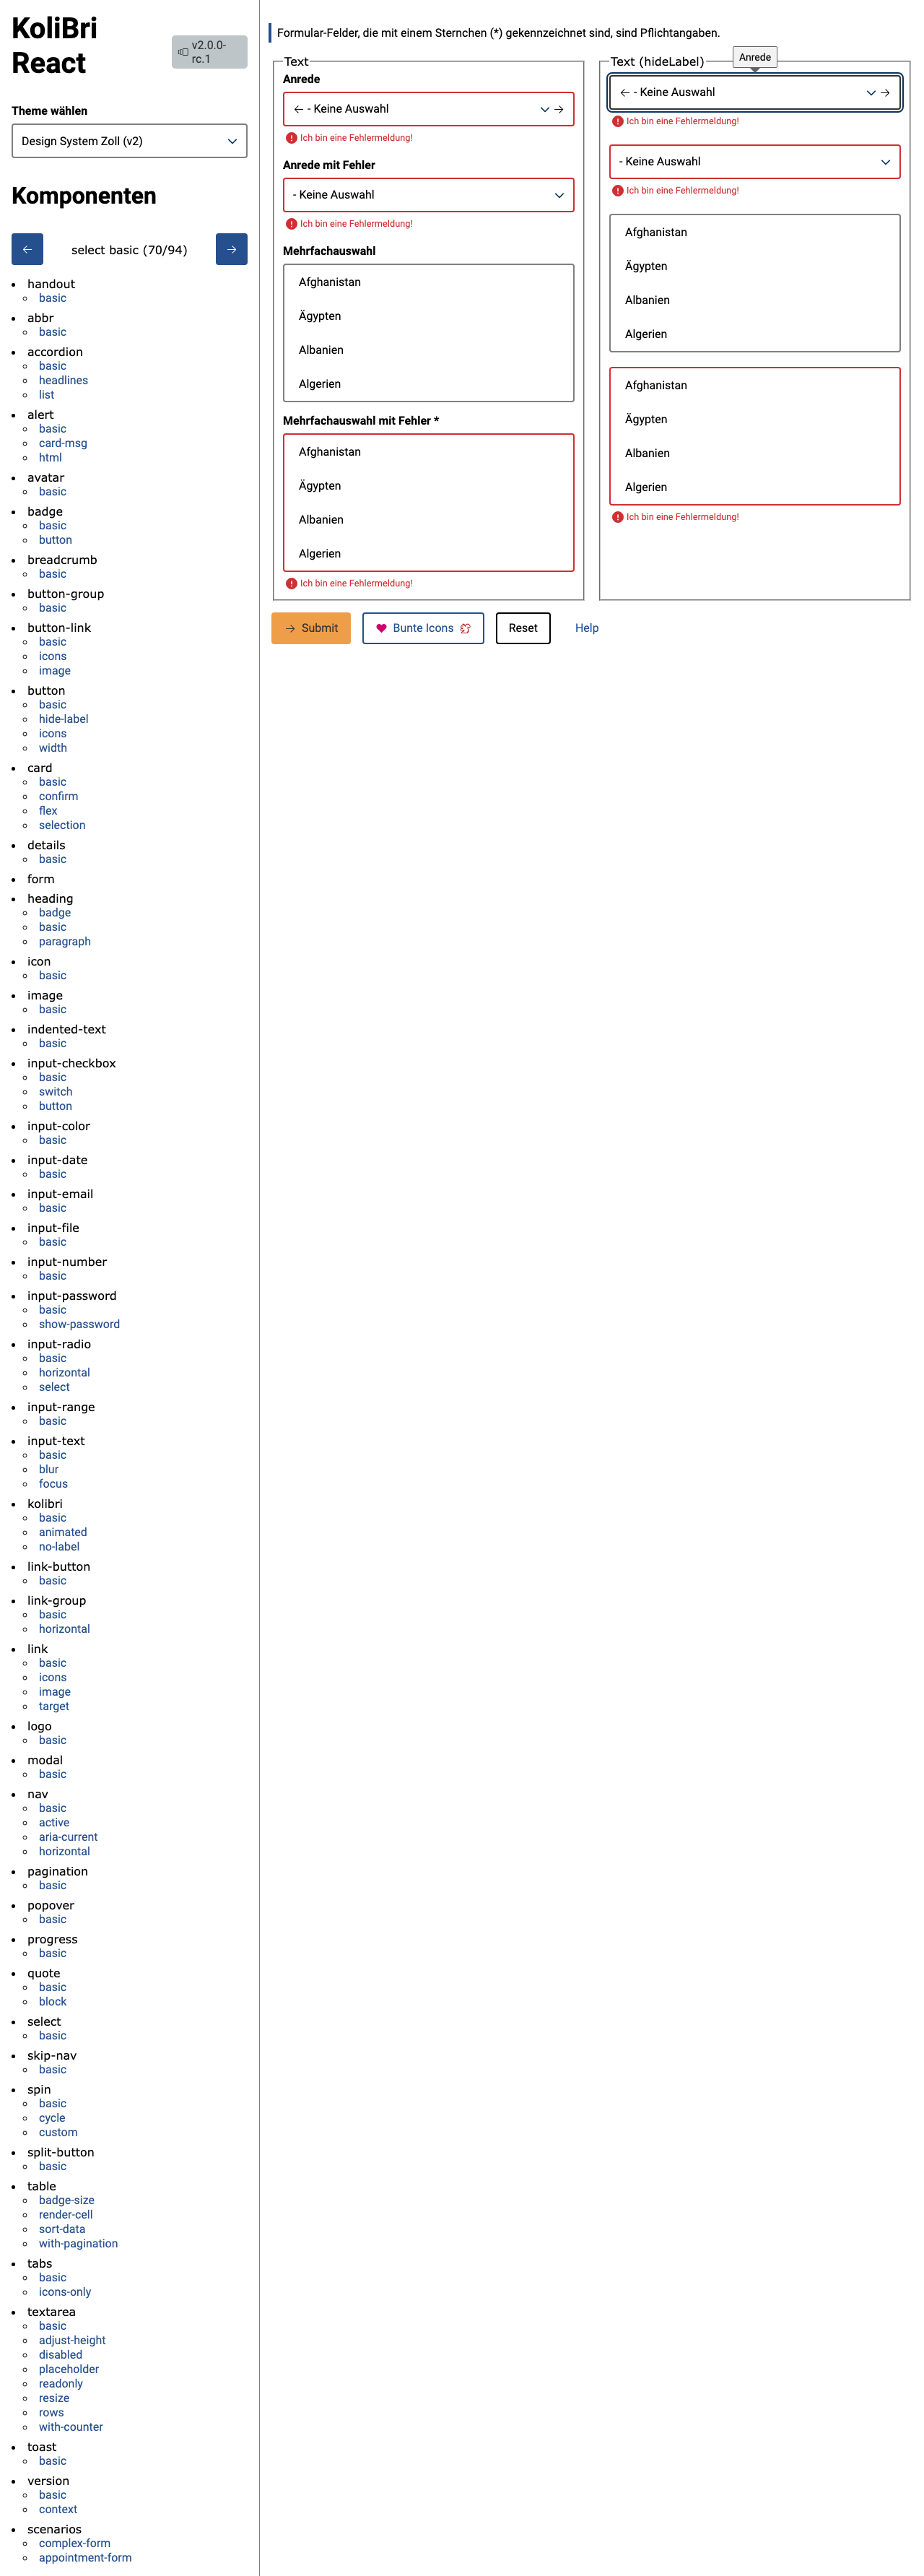 KoliBri
React
v2.0.0-
rc.1
Theme wählen
Design System Zoll (v2)
Komponenten
select basic (70/94)
handout
basic
abbr
basic
accordion
basic
headlines
list
alert
basic
card-msg
html
avatar
basic
badge
basic
button
breadcrumb
basic
button-group
basic
button-link
basic
icons
image
button
basic
hide-label
icons
width
card
basic
confirm
flex
selection
details
basic
form
heading
badge
basic
paragraph
icon
basic
image
basic
indented-text
basic
input-checkbox
basic
switch
button
input-color
basic
input-date
basic
input-email
basic
input-file
basic
input-number
basic
input-password
basic
show-password
input-radio
basic
horizontal
select
input-range
basic
input-text
basic
blur
focus
kolibri
basic
animated
no-label
link-button
basic
link-group
basic
horizontal
link
basic
icons
image
target
logo
basic
modal
basic
nav
basic
active
aria-current
horizontal
pagination
basic
popover
basic
progress
basic
quote
basic
block
select
basic
skip-nav
basic
spin
basic
cycle
custom
split-button
basic
table
badge-size
render-cell
sort-data
with-pagination
tabs
basic
icons-only
textarea
basic
adjust-height
disabled
placeholder
readonly
resize
rows
with-counter
toast
basic
version
basic
context
scenarios
complex-form
appointment-form
Formular-Felder, die mit einem Sternchen (*) gekennzeichnet sind, sind Pflichtangaben.
Text
Anrede
- Keine Auswahl
Ich bin eine Fehlermeldung!
Anrede mit Fehler
- Keine Auswahl
Ich bin eine Fehlermeldung!
Mehrfachauswahl
Afghanistan
Ägypten
Albanien
Algerien
Mehrfachauswahl mit Fehler *
Afghanistan
Ägypten
Albanien
Algerien
Ich bin eine Fehlermeldung!
Text (hideLabel)
Anrede
- Keine Auswahl
Ich bin eine Fehlermeldung!
- Keine Auswahl
Ich bin eine Fehlermeldung!
Afghanistan
Ägypten
Albanien
Algerien
Afghanistan
Ägypten
Albanien
Algerien
Ich bin eine Fehlermeldung!
Submit
Bunte Icons
Reset
Help